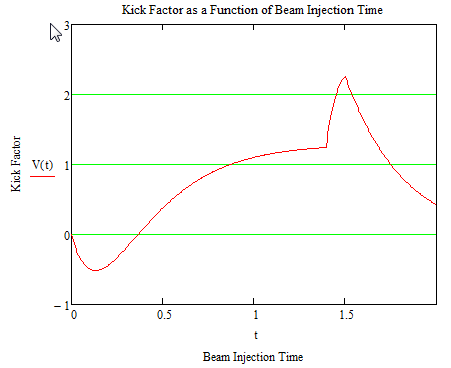 Kick Factor as a Function of Beam Injection Time
3
2
1
0
−1
Kick Factor
V(t)
0
0.5
1
1.5
t
Beam Injection Time